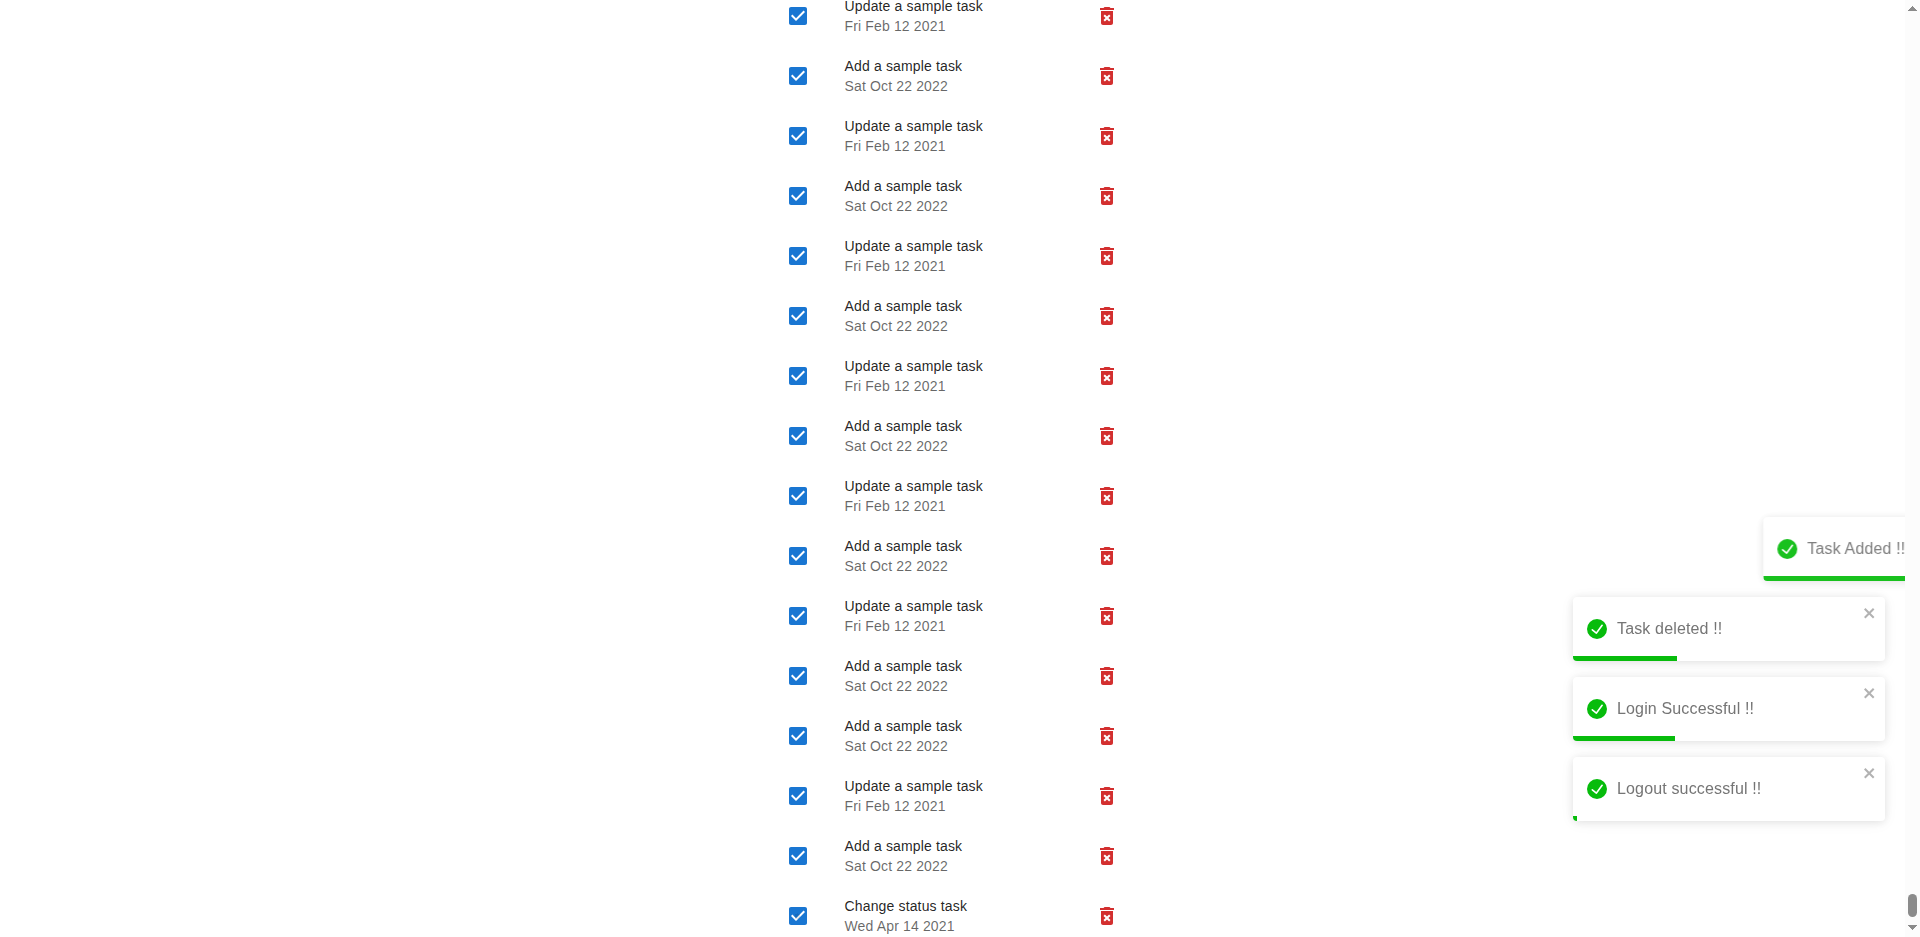 Update a sample task
Fri Feb 12 2021
Add a sample task
Sat Oct 22 2022
Update a sample task
Fri Feb 12 2021
Add a sample task
Sat Oct 22 2022
Update a sample task
Fri Feb 12 2021
Add a sample task
Sat Oct 22 2022
Update a sample task
Fri Feb 12 2021
Add a sample task
Sat Oct 22 2022
Update a sample task
Fri Feb 12 2021
Add a sample task
Sat Oct 22 2022
Update a sample task
Fri Feb 12 2021
Add a sample task
Sat Oct 22 2022
Add a sample task
Sat Oct 22 2022
Update a sample task
Fri Feb 12 2021
Add a sample task
Sat Oct 22 2022
Change status task
Wed Apr 14 2021
Task Added !!
Task deleted !!
Login Successful !!
Logout successful !!